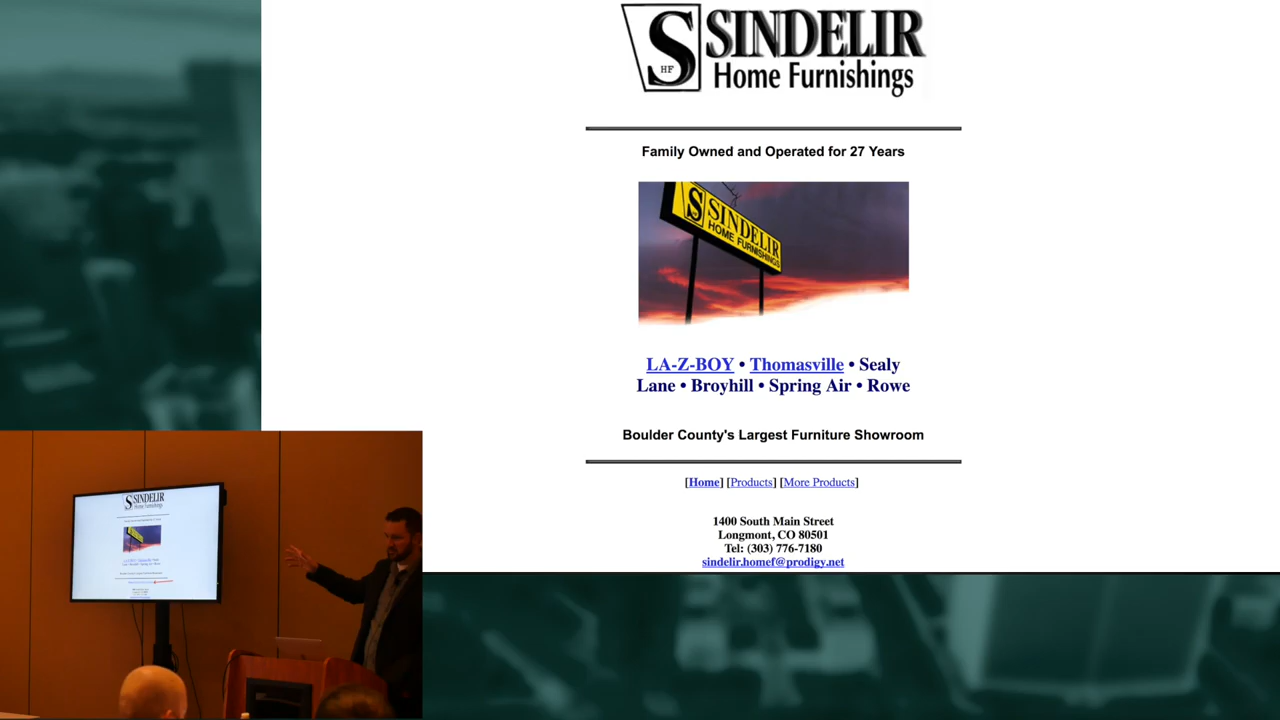 S HF SINDELIR
Home Furnishings
Family Owned and Operated for 27 Years
S SINDELIR
HOME FURNISHINGS
LA-Z-BOY • Thomasville • Sealy
Lane • Broyhill • Spring Air • Rowe
Boulder County's Largest Furniture Showroom
[Home] [Products] [More Products]
1400 South Main Street
Longmont, CO 80501
Tel: (303) 776-7180
sindelir.homef@prodigy.net
SINDELIR